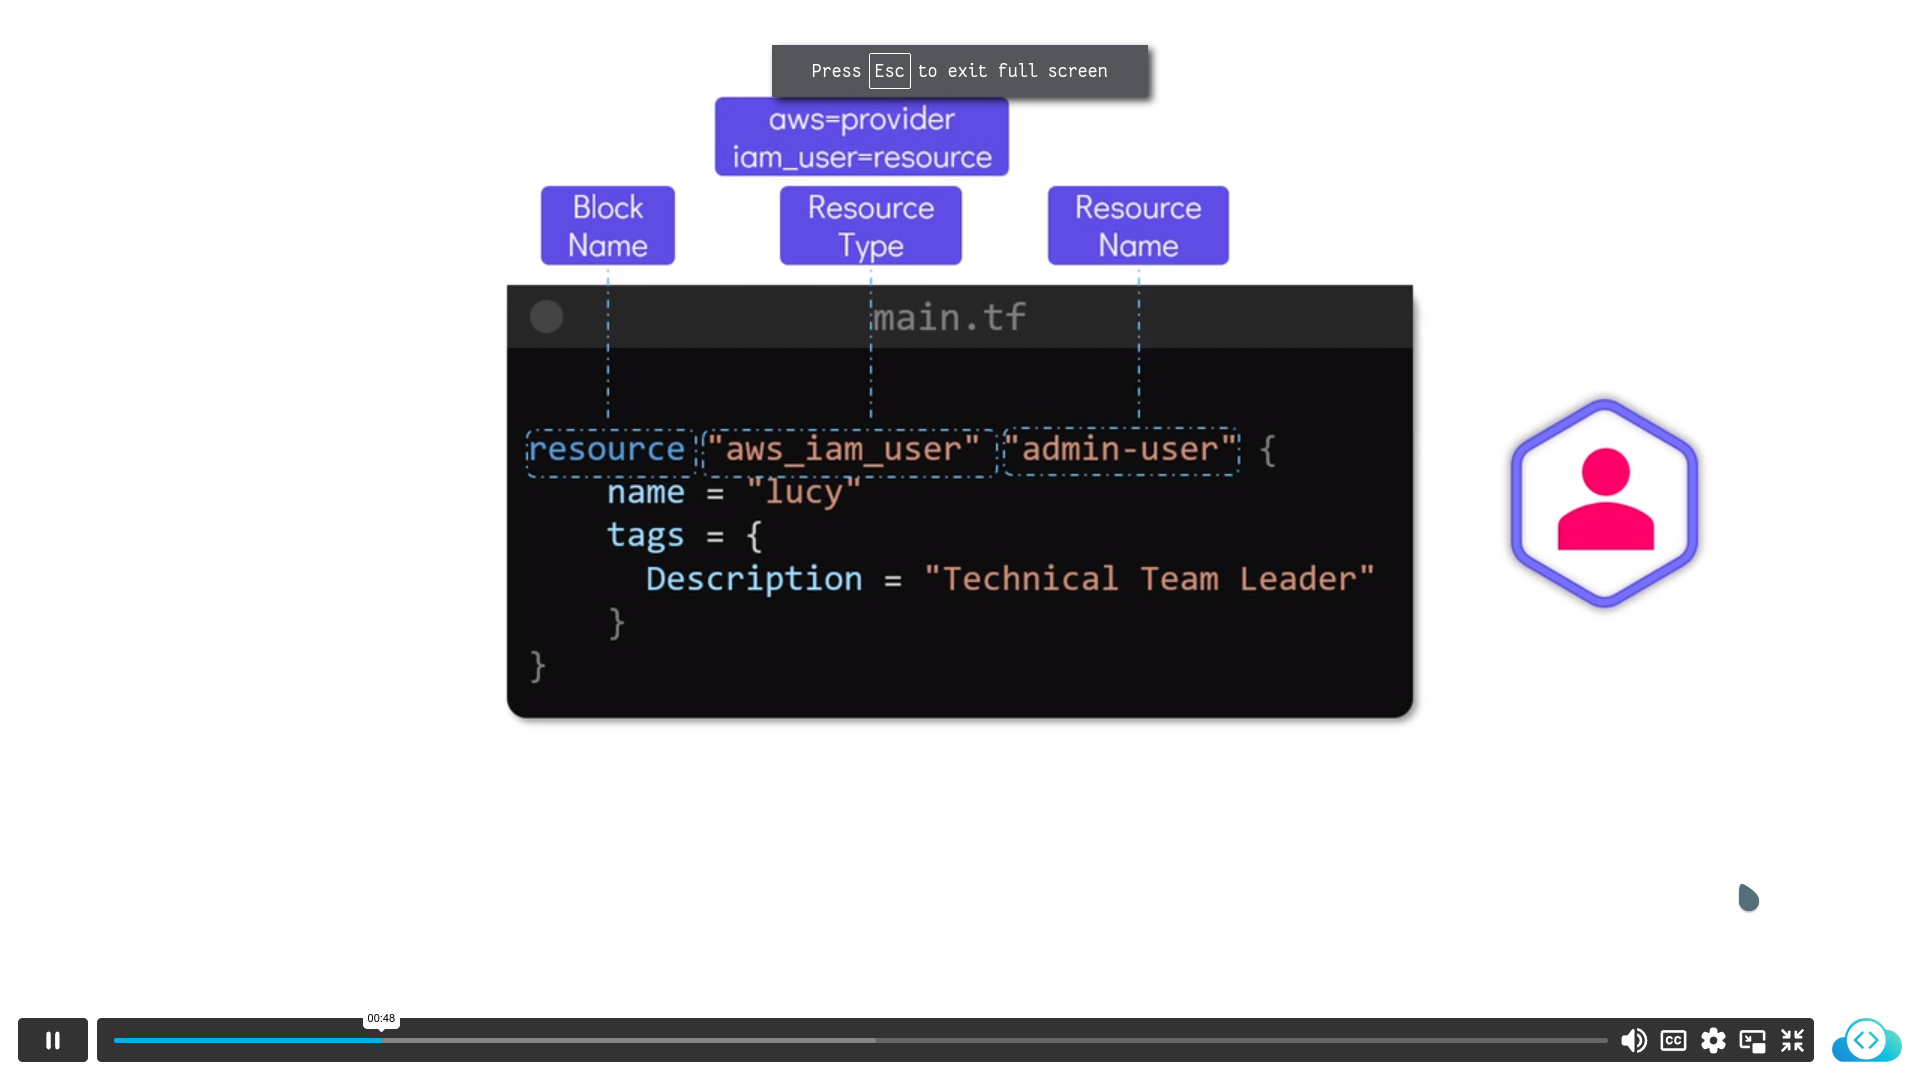 Press Esc to exit full screen
aws=provider
iam_user=resource
Block
Name
Resource
Type
Resource
Name
main.tf
resource "aws_iam_user" "admin-user" {
    name = "lucy"
    tags = {
      Description = "Technical Team Leader"
    }
}
00:48
CC